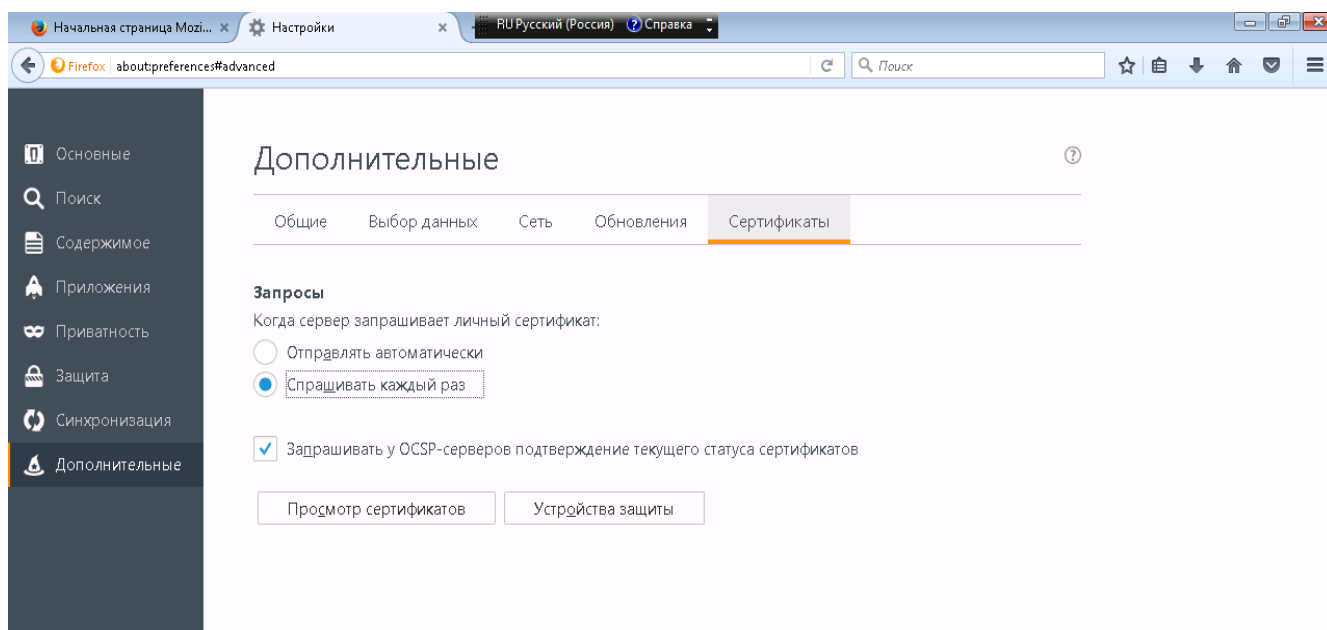 Начальная страница Mozi...
Настройки
RU Русский (Россия) Справка
Firefox about:preferences#advanced
Поиск
Основные
Поиск
Содержимое
Приложения
Приватность
Защита
Синхронизация
Дополнительные
Дополнительные
Общие Выбор данных Сеть Обновления Сертификаты
Запросы
Когда сервер запрашивает личный сертификат:
Отправлять автоматически
Спрашивать каждый раз
Запрашивать у OCSP-серверов подтверждение текущего статуса сертификатов
Просмотр сертификатов Устройства защиты